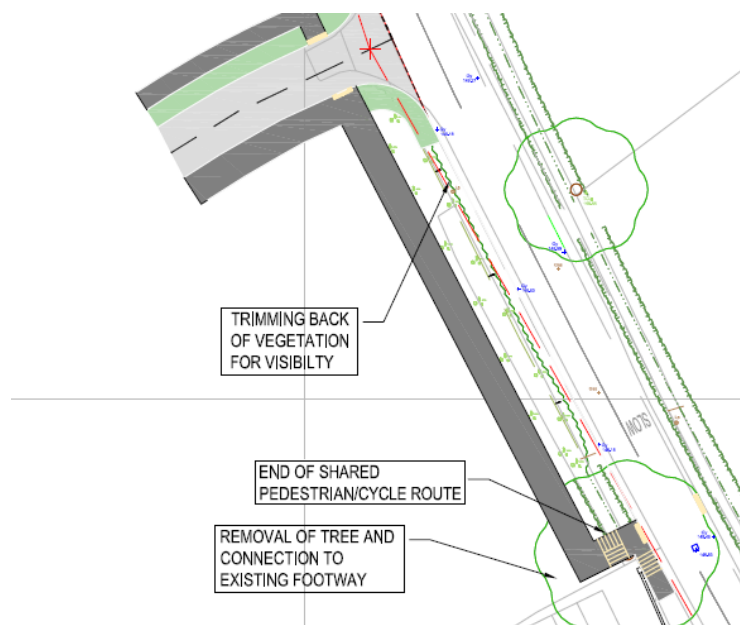 TRIMMING BACK
OF VEGETATION
FOR VISIBILTY
SLOW
END OF SHARED
PEDESTRIAN/CYCLE ROUTE
REMOVAL OF TREE AND
CONNECTION TO
EXISTING FOOTWAY